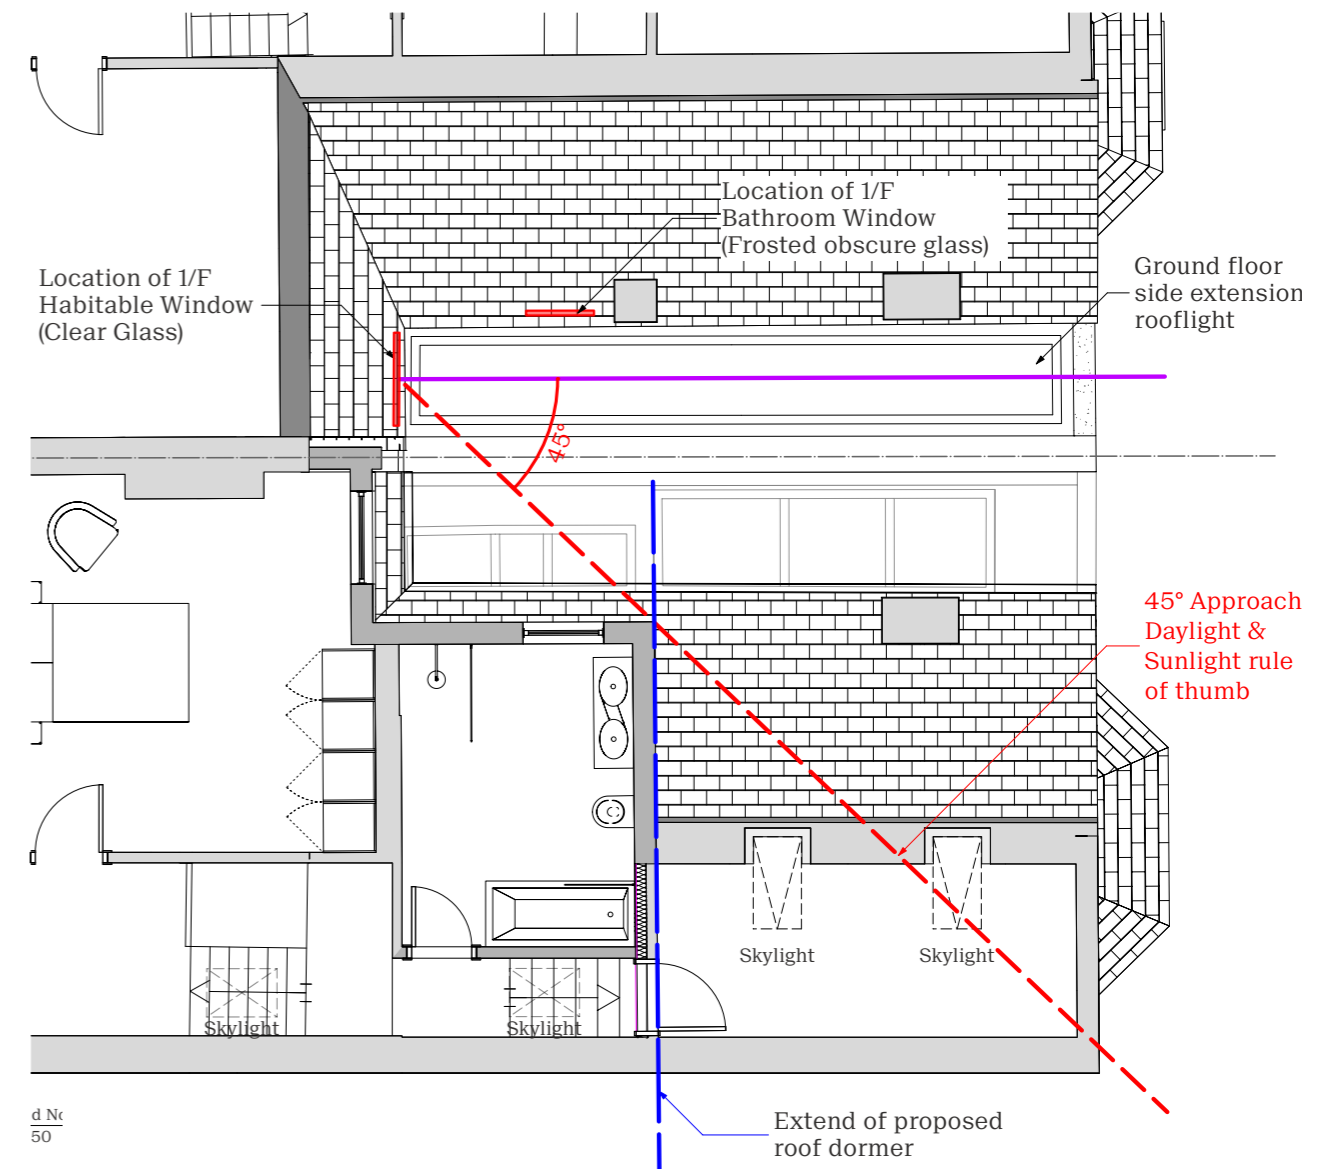 Location of 1/F
Bathroom Window
(Frosted obscure glass)
Location of 1/F
Habitable Window
(Clear Glass)
Ground floor
side extension
rooflight
45°
45° Approach
Daylight &
Sunlight rule
of thumb
Skylight
Skylight
Skylight
Skylight
Extend of proposed
roof dormer
50